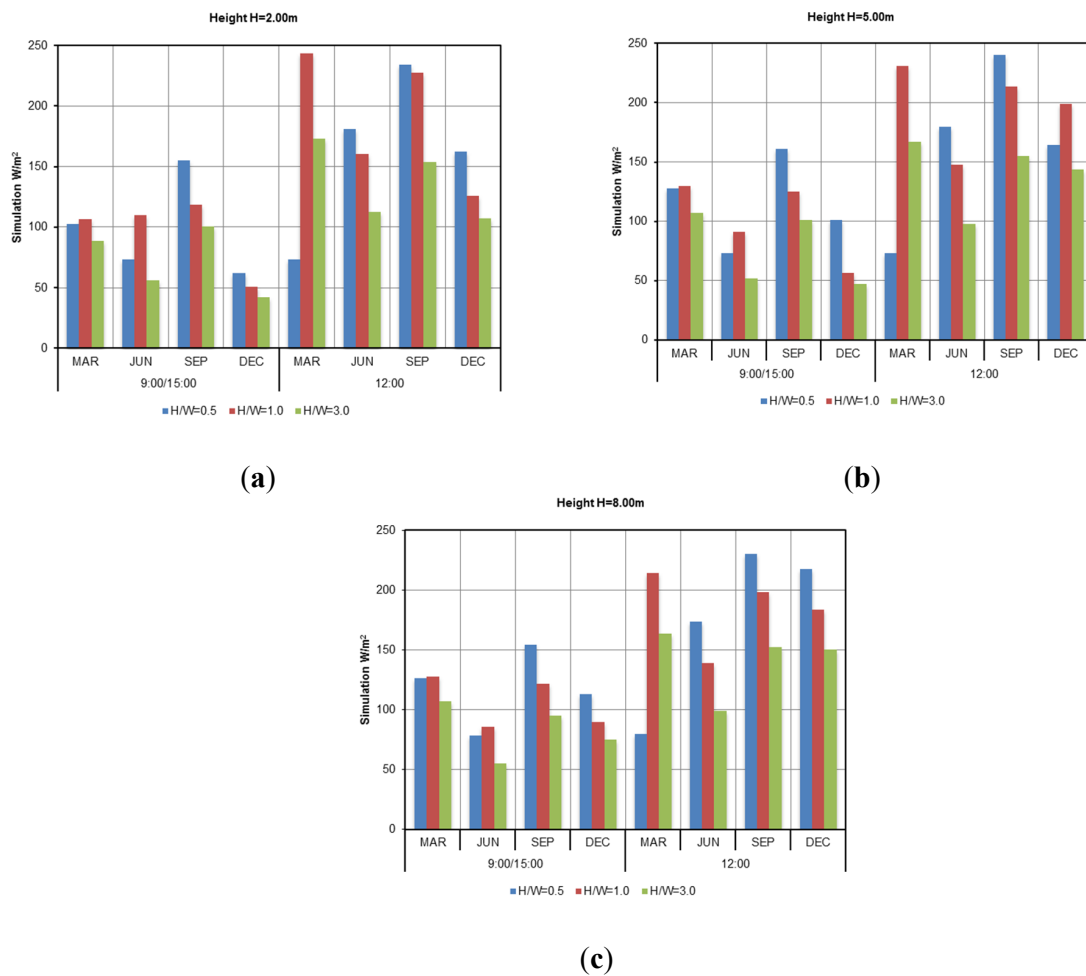 Height H=2.00m
250
200
150
100
50
0
Simulation W/m²
MAR JUN SEP DEC MAR JUN SEP DEC
9:00/15:00 12:00
H/W=0.5 H/W=1.0 H/W=3.0
(a)
Height H=5.00m
250
200
150
100
50
0
Simulation W/m²
MAR JUN SEP DEC MAR JUN SEP DEC
9:00/15:00 12:00
H/W=0.5 H/W=1.0 H/W=3.0
(b)
Height H=8.00m
250
200
150
100
50
0
Simulation W/m²
MAR JUN SEP DEC MAR JUN SEP DEC
9:00/15:00 12:00
H/W=0.5 H/W=1.0 H/W=3.0
(c)